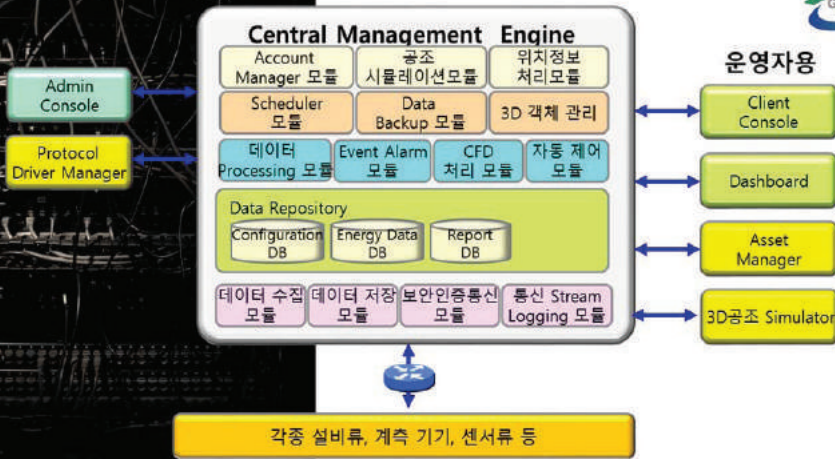 Central Management Engine
Account
Manager 모듈
공조
시뮬레이션모듈
위치정보
처리모듈
Scheduler
모듈
Data
Backup 모듈
3D 객체 관리
데이터
Processing 모듈
Event Alarm
모듈
CFD
처리 모듈
자동 제어
모듈
Data Repository
Configuration
DB
Energy Data
DB
Report
DB
데이터 수집
모듈
데이터 저장
모듈
보안인증통신
모듈
통신 Stream
Logging 모듈
Admin
Console
Protocol
Driver Manager
운영자용
Client
Console
Dashboard
Asset
Manager
3D공조 Simulator
각종 설비류, 계측 기기, 센서류 등